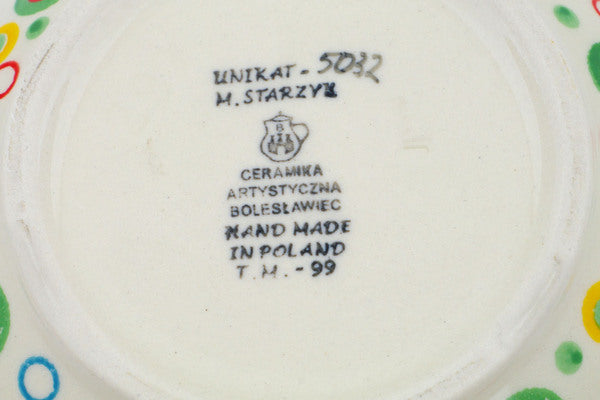 UNIKAT - 5032
M. STARZYK
B
CERAMIKA
ARTYSTYCZNA
BOLESŁAWIEC
HAND MADE
IN POLAND
T.M. - 99